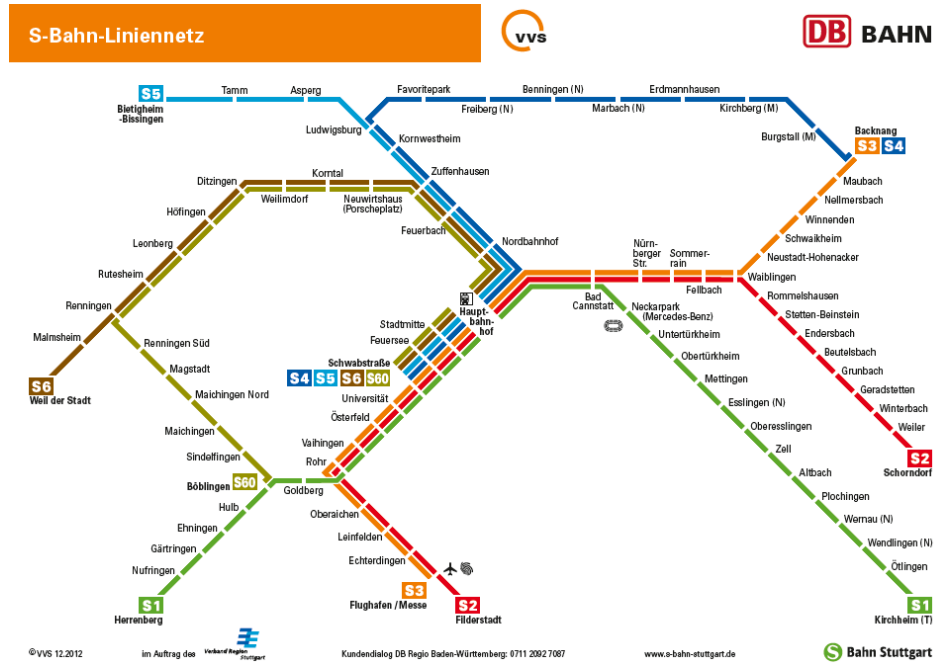 S-Bahn-Liniennetz
vvs
DB BAHN
S5
Bietigheim
-Bissingen
Tamm
Asperg
Ludwigsburg
Favoritepark
Freiberg (N)
Benningen (N)
Marbach (N)
Erdmannhausen
Kirchberg (M)
Burgstall (M)
Backnang
S3 S4
Kornwestheim
Zuffenhausen
Nordbahnhof
Maubach
Nellmersbach
Winnenden
Schwaikheim
Neustadt-Hohenacker
Waiblingen
Ditzingen
Korntal
Weilimdorf
Neuwirtshaus
(Porscheplatz)
Feuerbach
Höfingen
Leonberg
Rutesheim
Renningen
Malmsheim
S6
Weil der Stadt
Renningen Süd
Magstadt
Maichingen Nord
Maichingen
Sindelfingen
Böblingen S60
Haupt-
bahn-
hof
Stadtmitte
Feuersee
Schwabstraße
S4 S5 S6 S60
Universität
Österfeld
Vaihingen
Rohr
Goldberg
Hulb
Ehningen
Gärtringen
Nufringen
S1
Herrenberg
Oberaichen
Leinfelden
Echterdingen
S3
Flughafen / Messe
S2
Filderstadt
Bad
Cannstatt
Nürn-
berger
Str.
Sommer-
rain
Fellbach
Rommelshausen
Stetten-Beinstein
Endersbach
Beutelsbach
Grunbach
Geradstetten
Winterbach
Weiler
S2
Schorndorf
Neckarpark
(Mercedes-Benz)
Untertürkheim
Obertürkheim
Mettingen
Esslingen (N)
Oberesslingen
Zell
Altbach
Plochingen
Wernau (N)
Wendlingen (N)
Ötlingen
S1
Kirchheim (T)
©VVS 12.2012
im Auftrag des
Verband Region
Stuttgart
Kundendialog DB Regio Baden-Württemberg: 0711 2092 7087
www.s-bahn-stuttgart.de
S Bahn Stuttgart